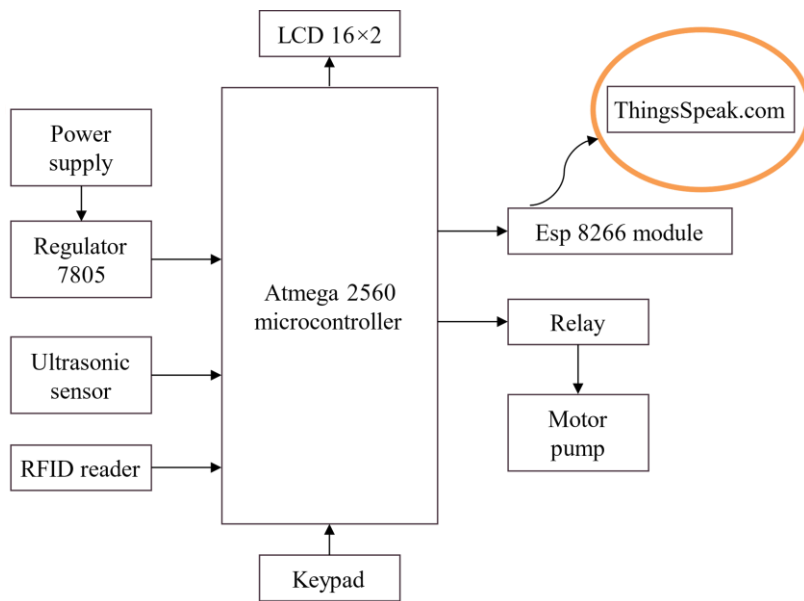 LCD 16×2
ThingsSpeak.com
Power
supply
Regulator
7805
Esp 8266 module
Atmega 2560
microcontroller
Relay
Ultrasonic
sensor
Motor
pump
RFID reader
Keypad